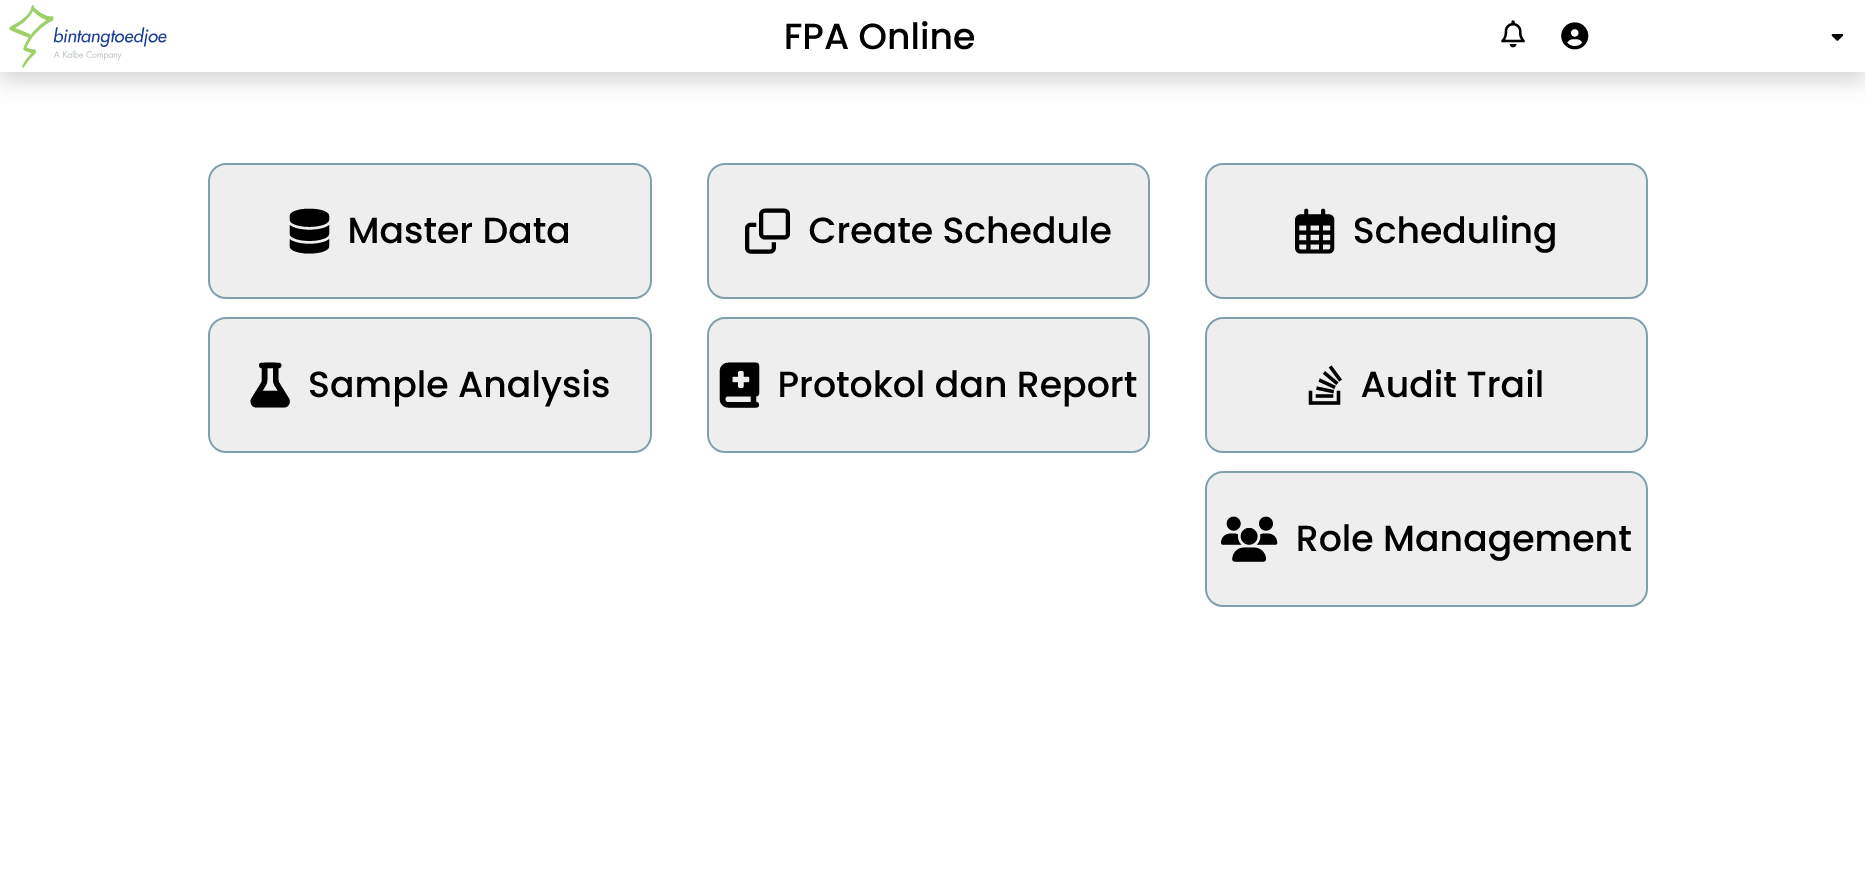 bintangtoedjoe
A Kalbe Company
FPA Online
Master Data
Create Schedule
Scheduling
Sample Analysis
Protokol dan Report
Audit Trail
Role Management